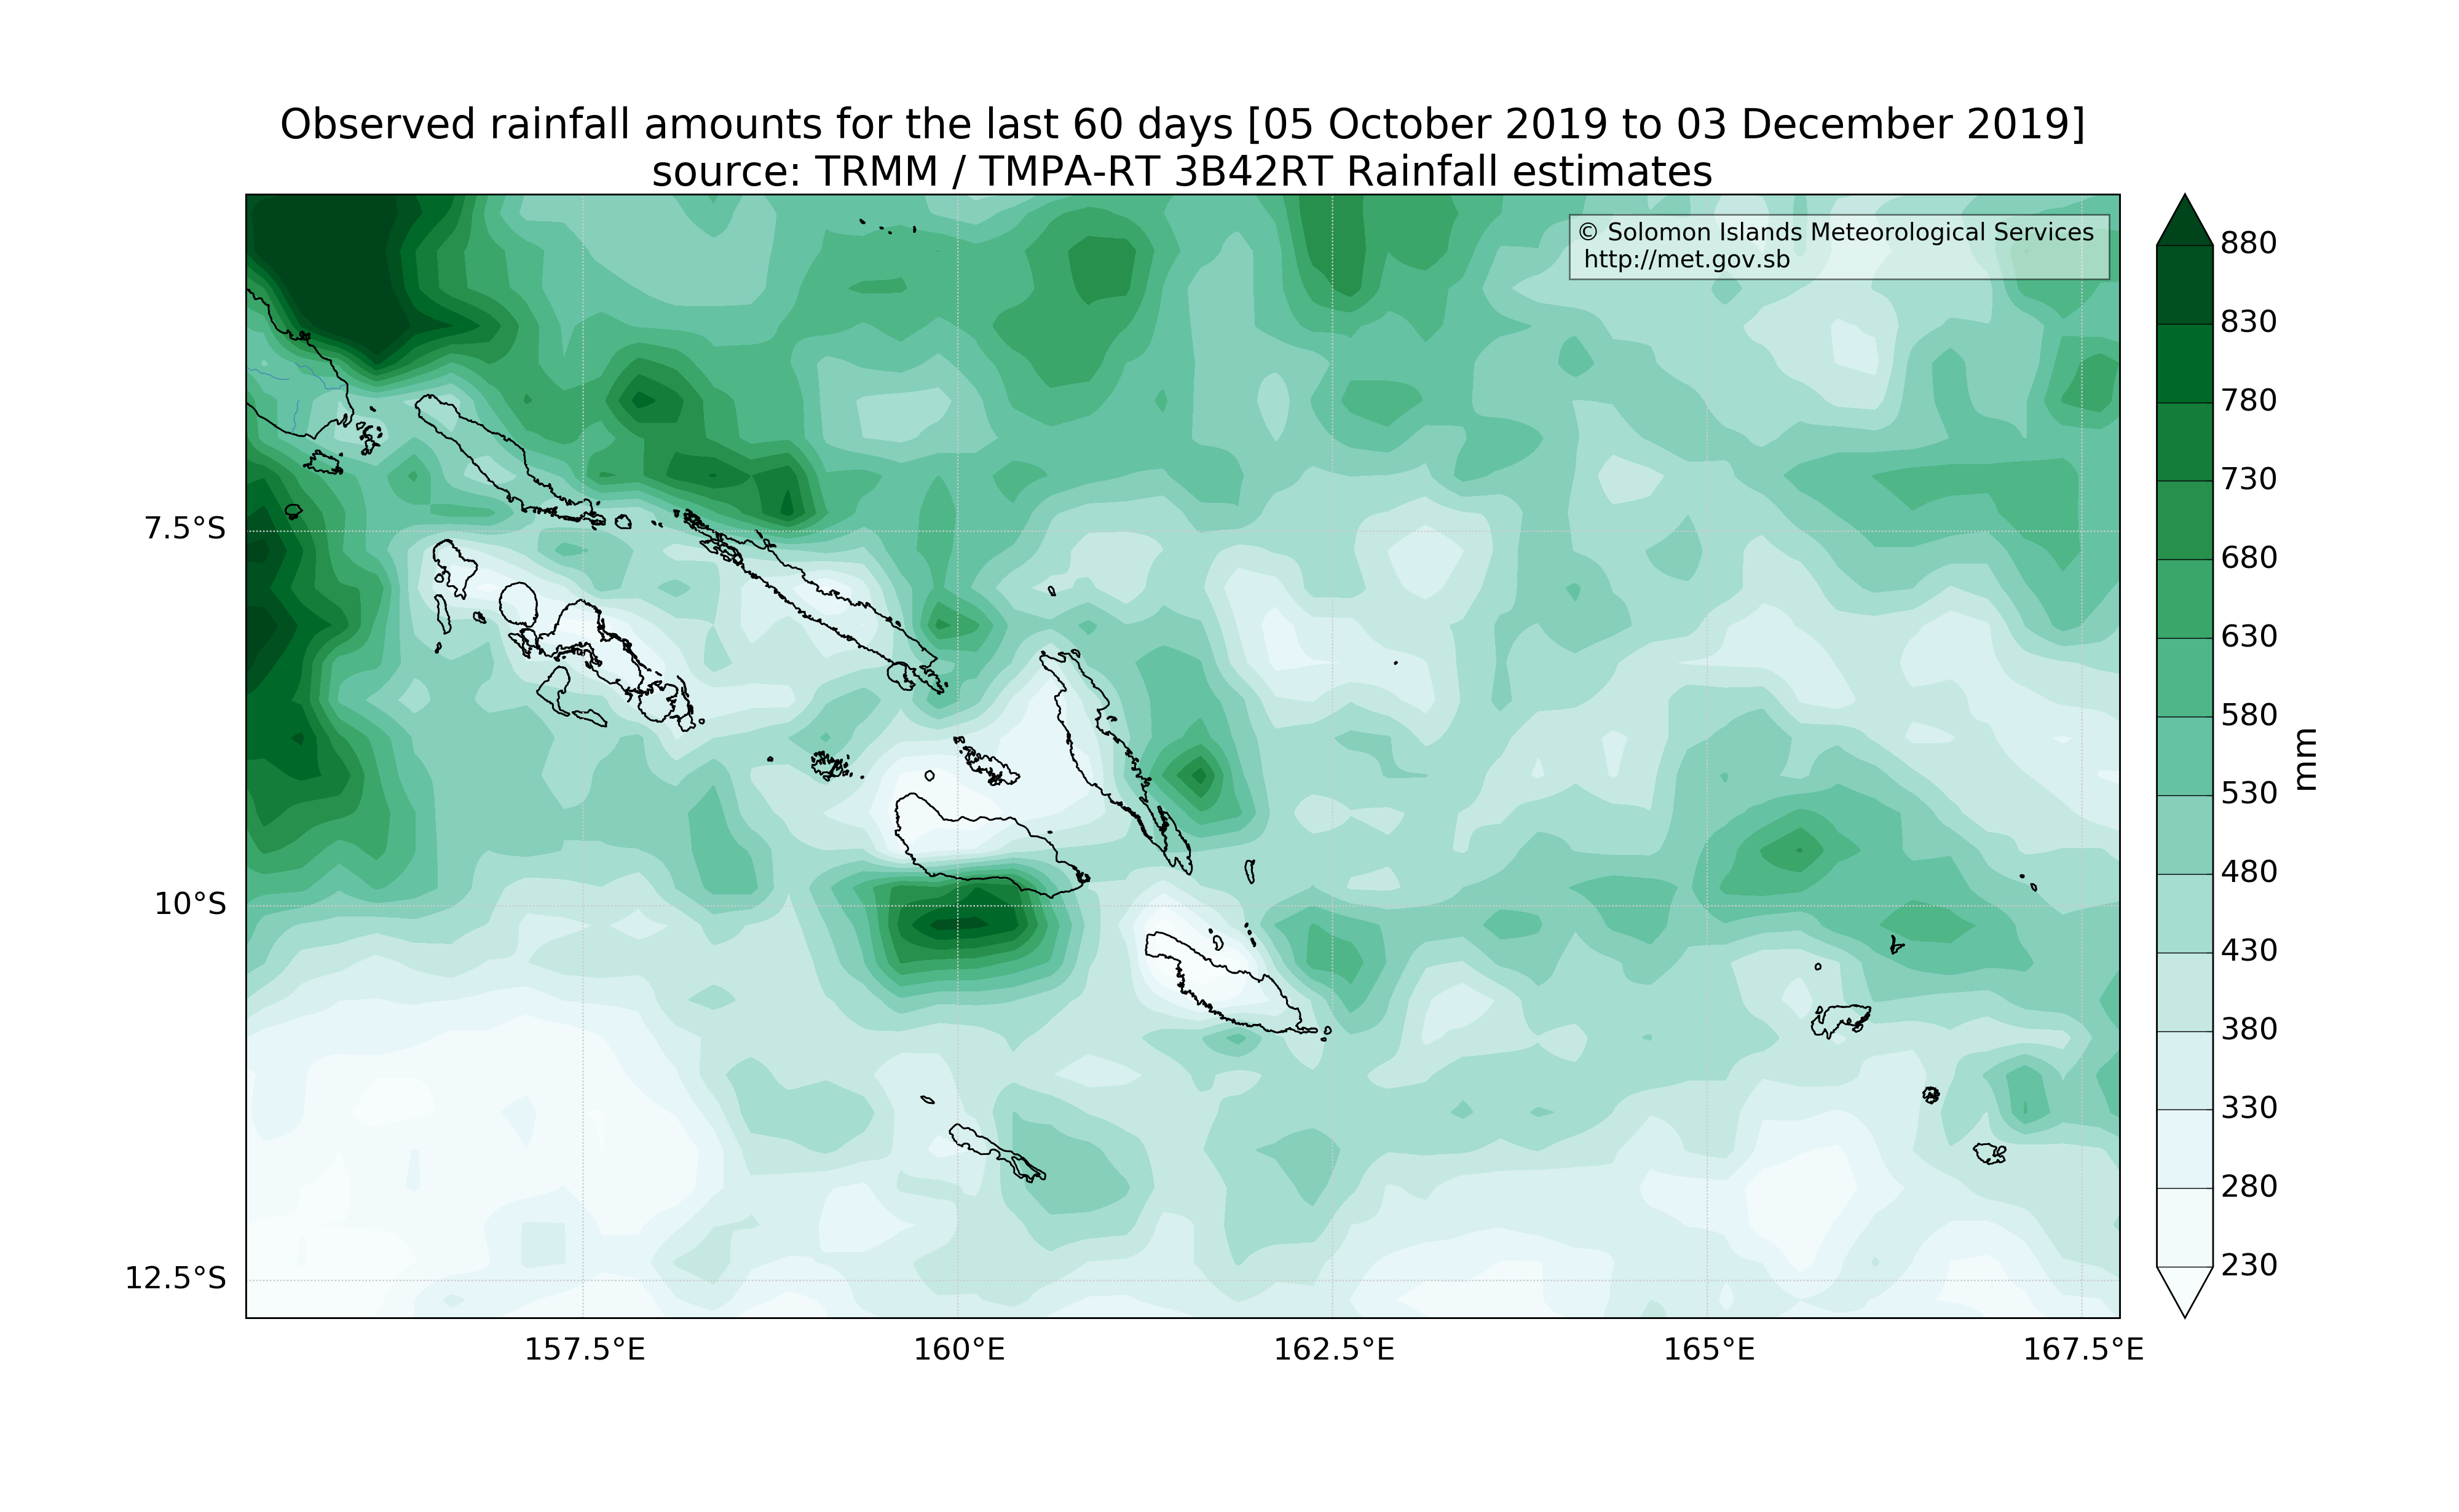 Observed rainfall amounts for the last 60 days [05 October 2019 to 03 December 2019]
source: TRMM / TMPA-RT 3B42RT Rainfall estimates
© Solomon Islands Meteorological Services
http://met.gov.sb
880
830
780
730
680
630
580
530
480
430
380
330
280
230
mm
7.5°S
10°S
12.5°S
157.5°E
160°E
162.5°E
165°E
167.5°E